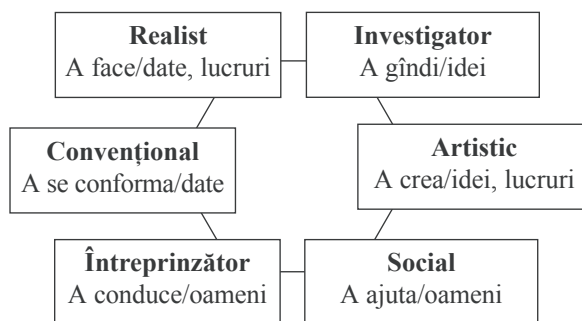 Realist
A face/date, lucruri
Investigator
A gîndi/idei
Convențional
A se conforma/date
Artistic
A crea/idei, lucruri
Întreprinzător
A conduce/oameni
Social
A ajuta/oameni